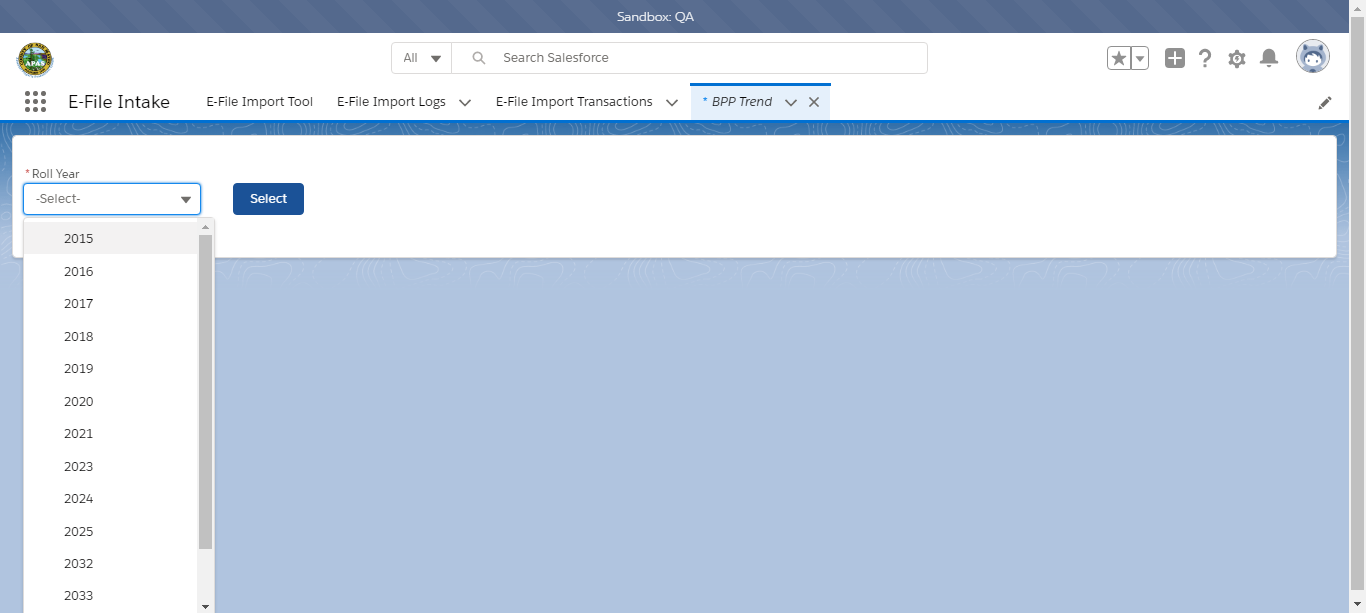 Sandbox: QA
APAS
All
Search Salesforce
E-File Intake
E-File Import Tool
E-File Import Logs
E-File Import Transactions
* BPP Trend
* Roll Year
-Select-
Select
2015
2016
2017
2018
2019
2020
2021
2023
2024
2025
2032
2033